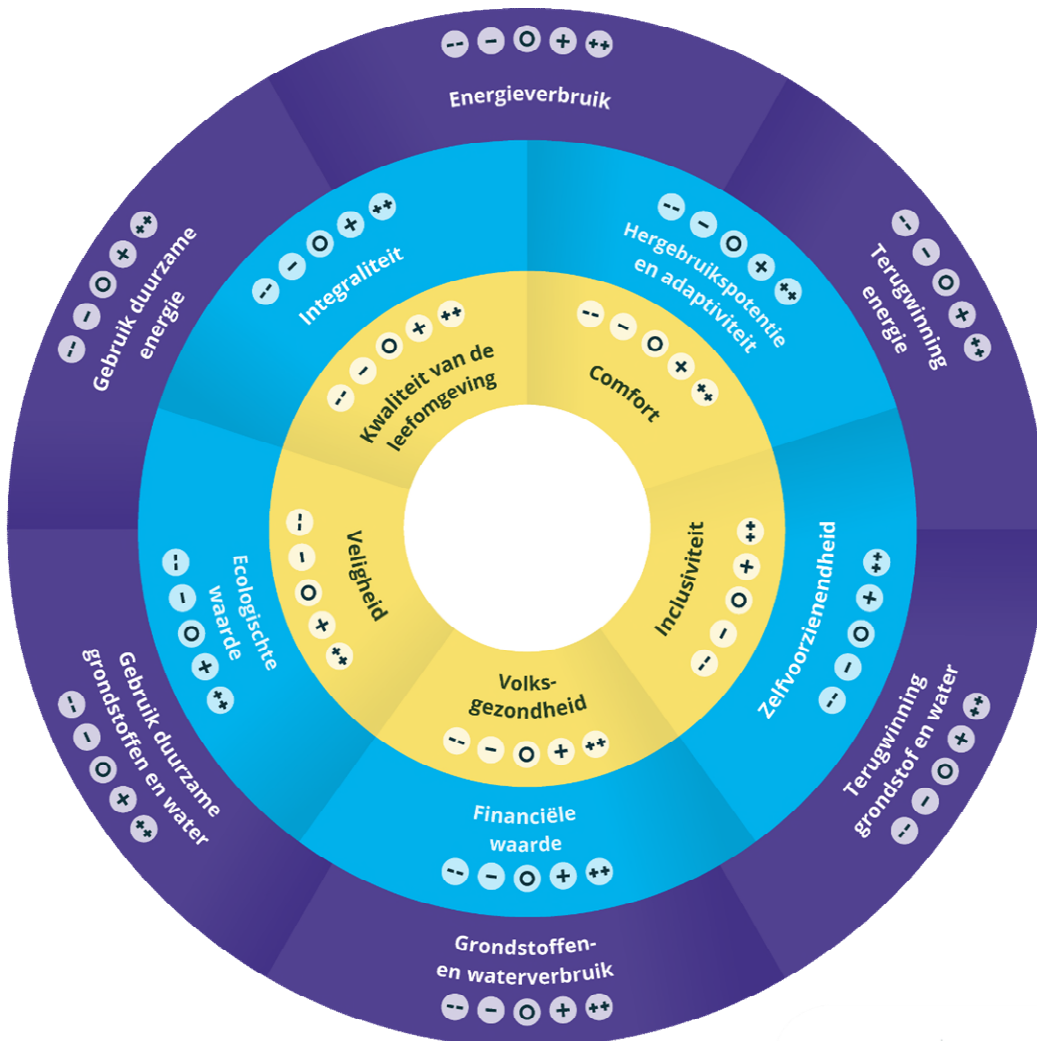 -- - O + ++
Energieverbruik
-- - O + ++
Terugwinning
energie
Terugwinning
grondstof en water
-- - O + ++
Grondstoffen-
en waterverbruik
-- - O + ++
Gebruik duurzame
grondstoffen en water
-- - O + ++
-- - O + ++
Gebruik duurzame
energie
-- - O + ++
Integraliteit
-- - O + ++
Hergebruikspotentie
en adaptiviteit
Zelfvoorzienendheid
-- - O + ++
Financiële
waarde
-- - O + ++
Ecologischte
waarde
-- - O + ++
-- - O + ++
Kwaliteit van de
leefomgeving
-- - O + ++
Comfort
Inclusiviteit
-- - O + ++
Volks-
gezondheid
-- - O + ++
Veligheid
-- - O + ++